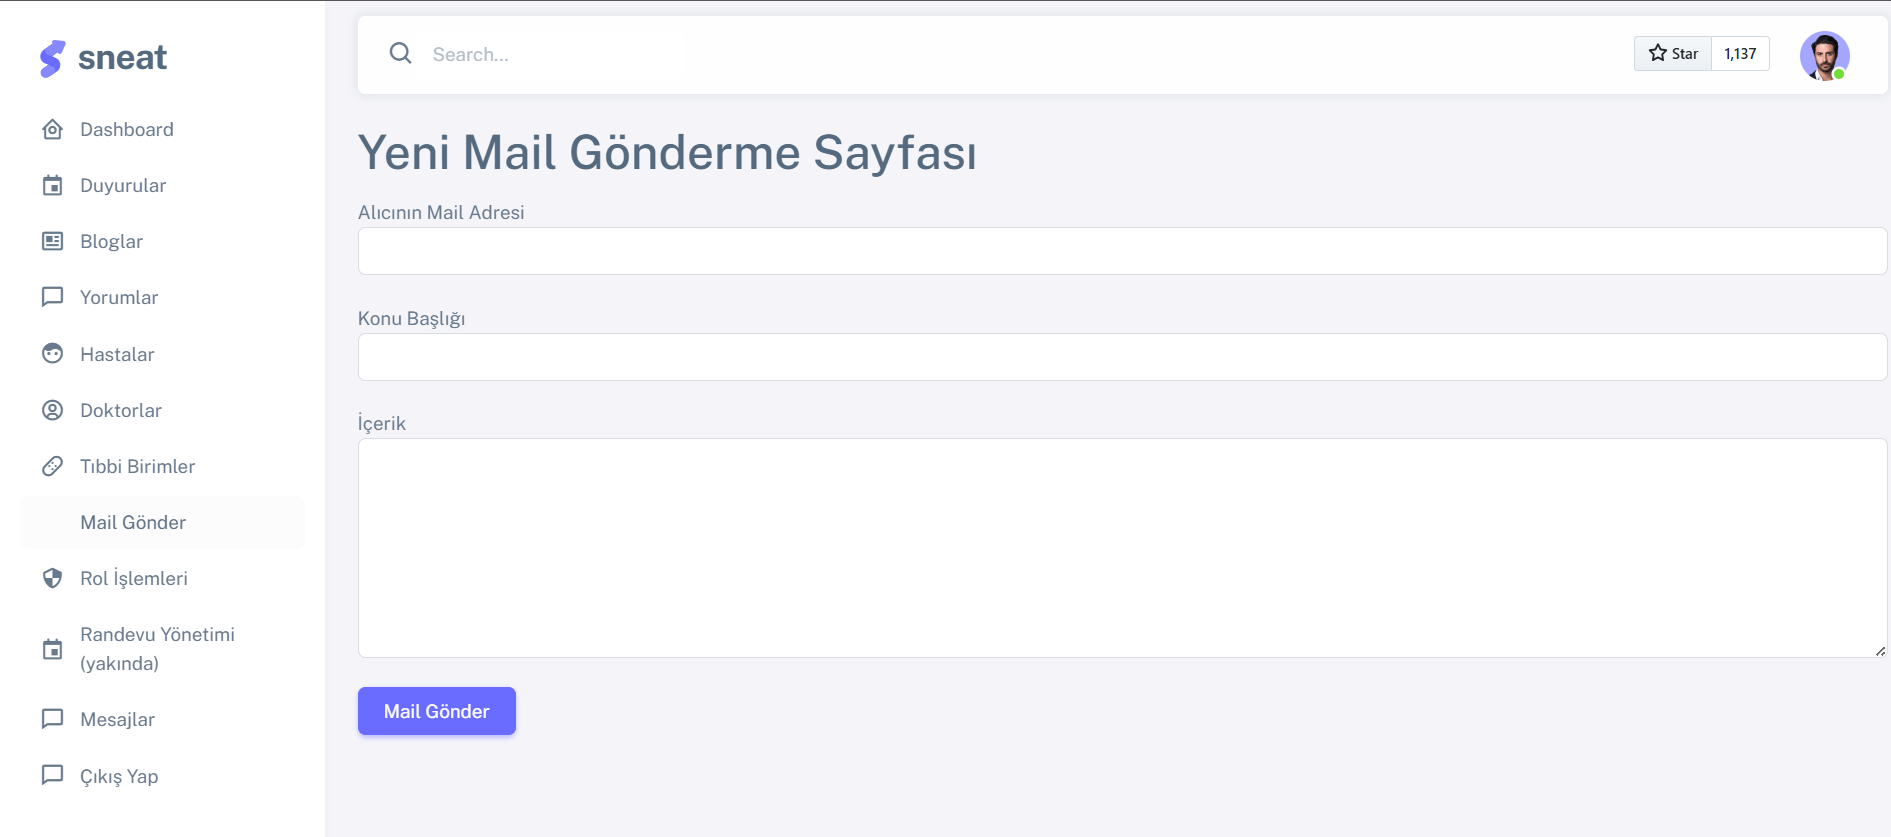 sneat
Dashboard
Duyurular
Bloglar
Yorumlar
Hastalar
Doktorlar
Tıbbi Birimler
Mail Gönder
Rol İşlemleri
Randevu Yönetimi
(yakında)
Mesajlar
Çıkış Yap
Search...
Star 1,137
Yeni Mail Gönderme Sayfası
Alıcının Mail Adresi
Konu Başlığı
İçerik
Mail Gönder